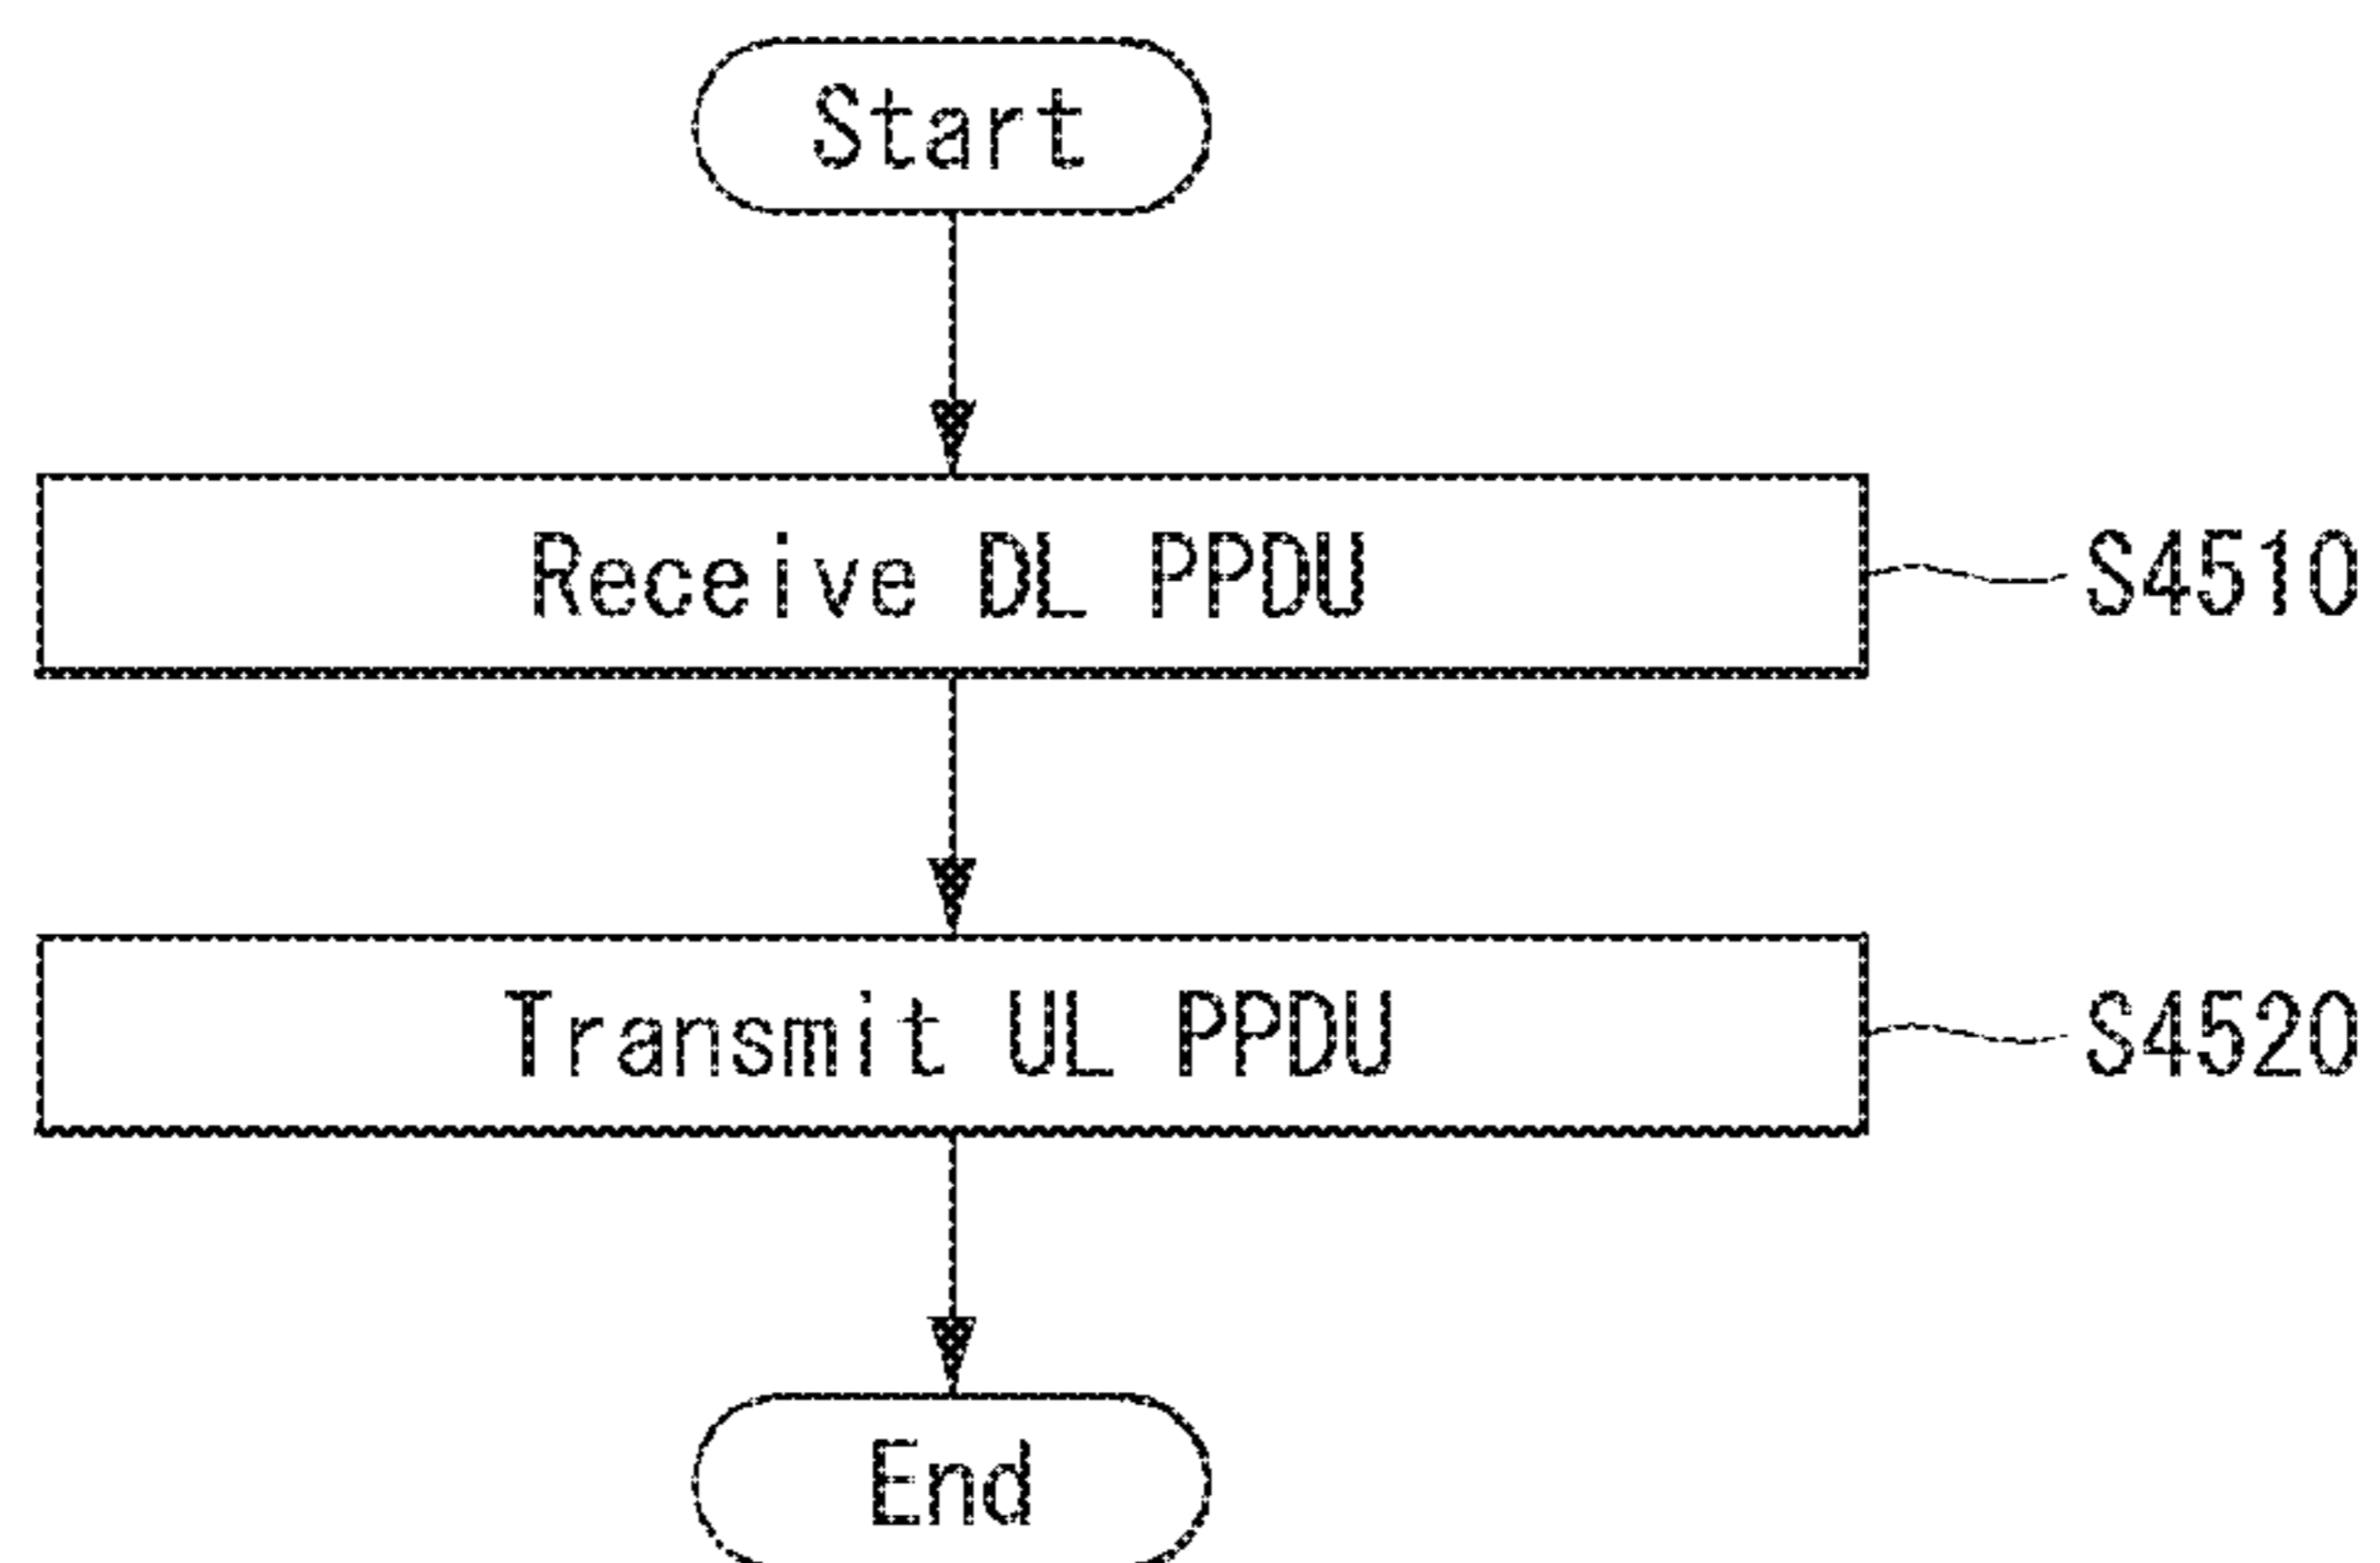 Start
Receive DL PPDU
S4510
Transmit UL PPDU
S4520
End